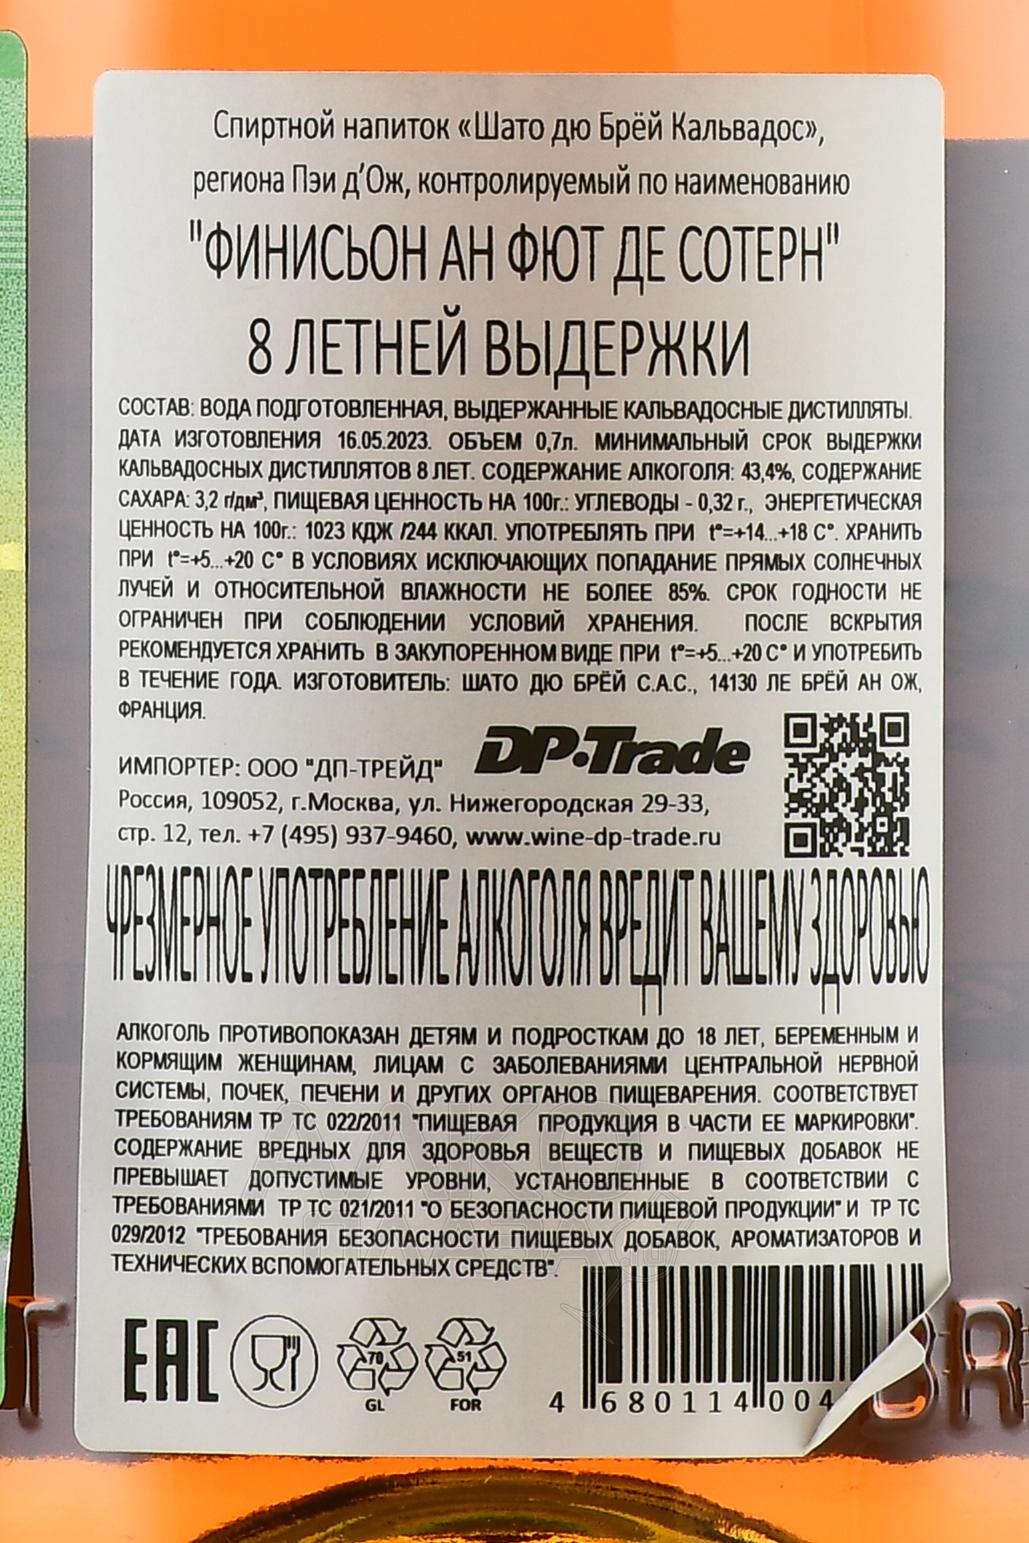 Спиртной напиток «Шато дю Брёй Кальвадос»,
региона Пэи д’Ож, контролируемый по наименованию
"ФИНИСЬОН АН ФЮТ ДЕ СОТЕРН"
8 ЛЕТНЕЙ ВЫДЕРЖКИ
СОСТАВ: ВОДА ПОДГОТОВЛЕННАЯ, ВЫДЕРЖАННЫЕ КАЛЬВАДОСНЫЕ ДИСТИЛЛЯТЫ.
ДАТА ИЗГОТОВЛЕНИЯ 16.05.2023. ОБЪЕМ 0,7л. МИНИМАЛЬНЫЙ СРОК ВЫДЕРЖКИ
КАЛЬВАДОСНЫХ ДИСТИЛЛЯТОВ 8 ЛЕТ. СОДЕРЖАНИЕ АЛКОГОЛЯ: 43,4%, СОДЕРЖАНИЕ
САХАРА: 3,2 г/дм³, ПИЩЕВАЯ ЦЕННОСТЬ НА 100г.: УГЛЕВОДЫ - 0,32 г., ЭНЕРГЕТИЧЕСКАЯ
ЦЕННОСТЬ НА 100г.: 1023 КДЖ /244 ККАЛ. УПОТРЕБЛЯТЬ ПРИ t°=+14...+18 С°. ХРАНИТЬ
ПРИ t°=+5...+20 С° В УСЛОВИЯХ ИСКЛЮЧАЮЩИХ ПОПАДАНИЕ ПРЯМЫХ СОЛНЕЧНЫХ
ЛУЧЕЙ И ОТНОСИТЕЛЬНОЙ ВЛАЖНОСТИ НЕ БОЛЕЕ 85%. СРОК ГОДНОСТИ НЕ
ОГРАНИЧЕН ПРИ СОБЛЮДЕНИИ УСЛОВИЙ ХРАНЕНИЯ. ПОСЛЕ ВСКРЫТИЯ
РЕКОМЕНДУЕТСЯ ХРАНИТЬ В ЗАКУПОРЕННОМ ВИДЕ ПРИ t°=+5...+20 С° И УПОТРЕБИТЬ
В ТЕЧЕНИЕ ГОДА. ИЗГОТОВИТЕЛЬ: ШАТО ДЮ БРЁЙ С.А.С., 14130 ЛЕ БРЁЙ АН ОЖ,
ФРАНЦИЯ.
DP·Trade
ИМПОРТЕР: ООО "ДП-ТРЕЙД"
Россия, 109052, г.Москва, ул. Нижегородская 29-33,
стр. 12, тел. +7 (495) 937-9460, www.wine-dp-trade.ru
ЧРЕЗМЕРНОЕ УПОТРЕБЛЕНИЕ АЛКОГОЛЯ ВРЕДИТ ВАШЕМУ ЗДОРОВЬЮ
АЛКОГОЛЬ ПРОТИВОПОКАЗАН ДЕТЯМ И ПОДРОСТКАМ ДО 18 ЛЕТ, БЕРЕМЕННЫМ И
КОРМЯЩИМ ЖЕНЩИНАМ, ЛИЦАМ С ЗАБОЛЕВАНИЯМИ ЦЕНТРАЛЬНОЙ НЕРВНОЙ
СИСТЕМЫ, ПОЧЕК, ПЕЧЕНИ И ДРУГИХ ОРГАНОВ ПИЩЕВАРЕНИЯ. СООТВЕТСТВУЕТ
ТРЕБОВАНИЯМ ТР ТС 022/2011 "ПИЩЕВАЯ ПРОДУКЦИЯ В ЧАСТИ ЕЕ МАРКИРОВКИ".
СОДЕРЖАНИЕ ВРЕДНЫХ ДЛЯ ЗДОРОВЬЯ ВЕЩЕСТВ И ПИЩЕВЫХ ДОБАВОК НЕ
ПРЕВЫШАЕТ ДОПУСТИМЫЕ УРОВНИ, УСТАНОВЛЕННЫЕ В СООТВЕТСТВИИ С
ТРЕБОВАНИЯМИ ТР ТС 021/2011 "О БЕЗОПАСНОСТИ ПИЩЕВОЙ ПРОДУКЦИИ" И ТР ТС
029/2012 "ТРЕБОВАНИЯ БЕЗОПАСНОСТИ ПИЩЕВЫХ ДОБАВОК, АРОМАТИЗАТОРОВ И
ТЕХНИЧЕСКИХ ВСПОМОГАТЕЛЬНЫХ СРЕДСТВ".
EAC
70
GL
51
FOR
4 680114 004